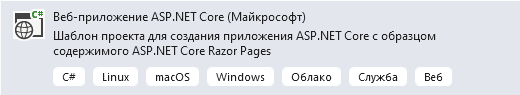 C#
Веб-приложение ASP.NET Core (Майкрософт)
Шаблон проекта для создания приложения ASP.NET Core с образцом
содержимого ASP.NET Core Razor Pages
C# Linux macOS Windows Облако Служба Веб